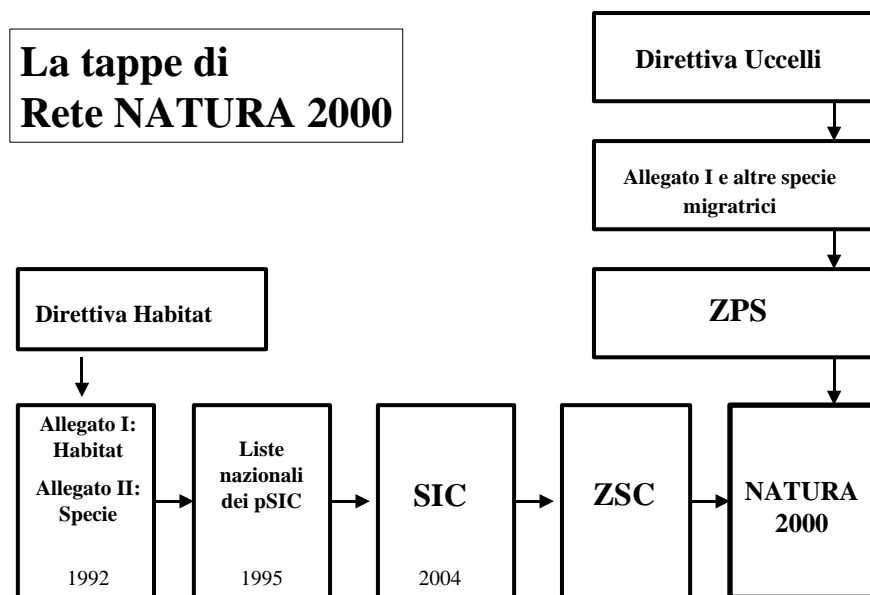 La tappe di
Rete NATURA 2000
Direttiva Uccelli
Allegato I e altre specie
migratrici
ZPS
Direttiva Habitat
Allegato I:
Habitat
Allegato II:
Specie
1992
Liste
nazionali
dei pSIC
1995
SIC
2004
ZSC
NATURA
2000